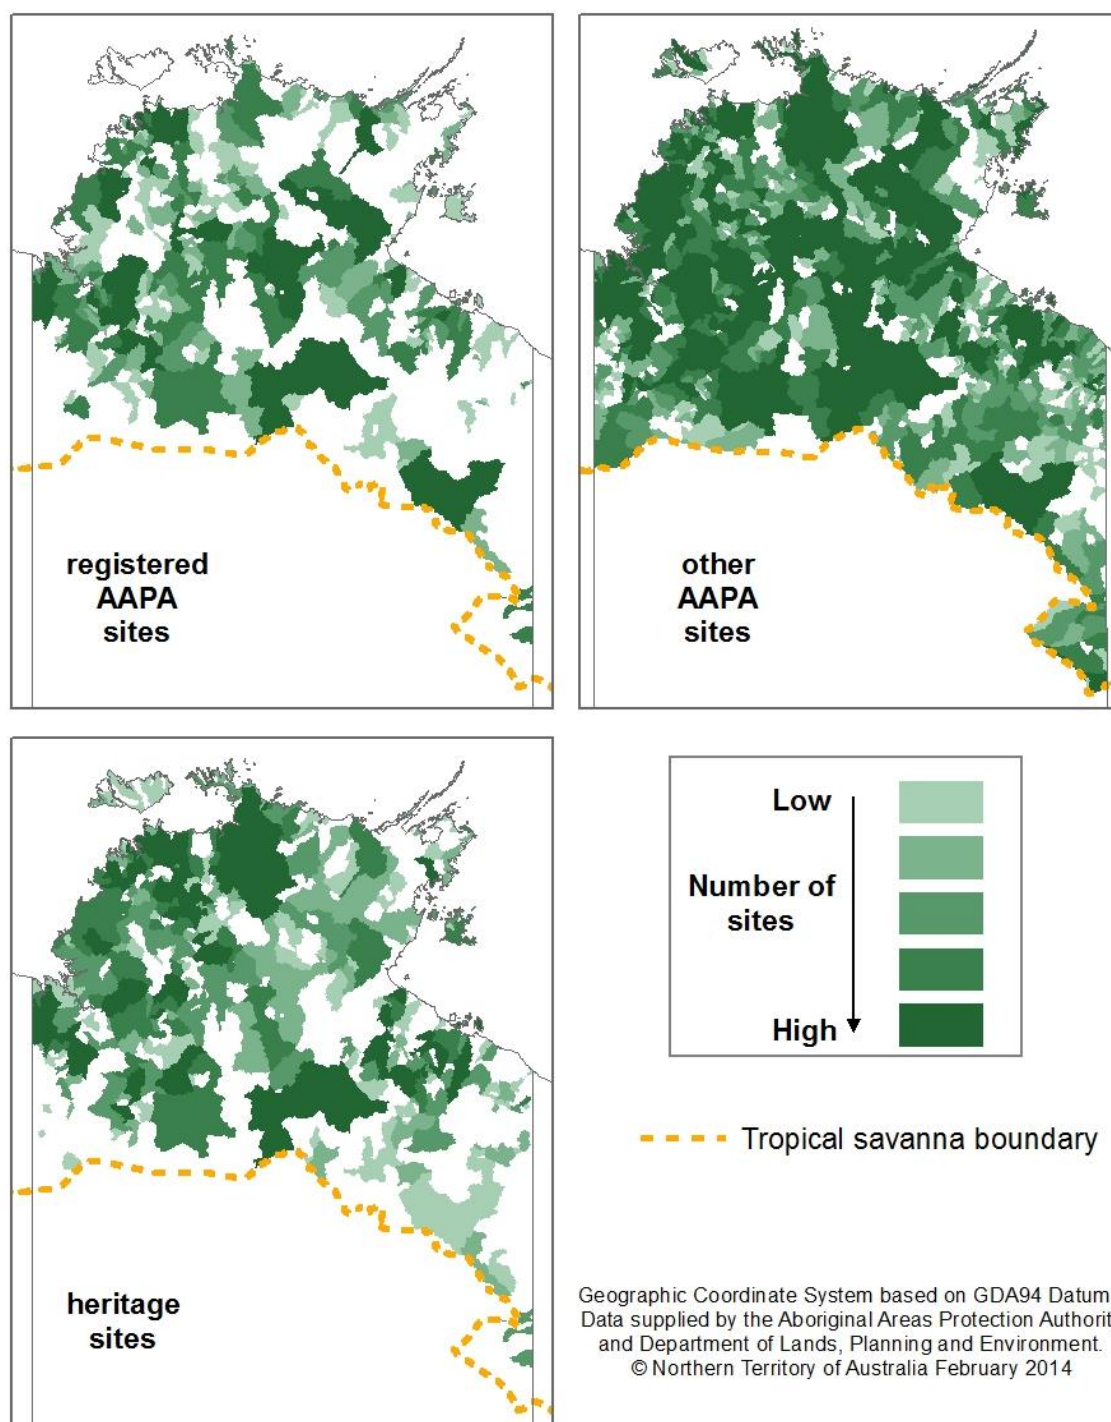 registered
AAPA
sites
other
AAPA
sites
heritage
sites
Low
Number of
sites
High
Tropical savanna boundary
Geographic Coordinate System based on GDA94 Datum
Data supplied by the Aboriginal Areas Protection Authorit
and Department of Lands, Planning and Environment.
© Northern Territory of Australia February 2014